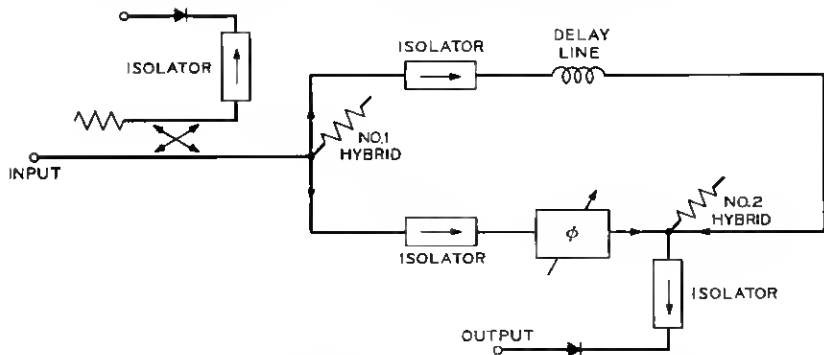 ISOLATOR
INPUT
NO.1
HYBRID
ISOLATOR
DELAY
LINE
ISOLATOR
ϕ
NO.2
HYBRID
ISOLATOR
OUTPUT